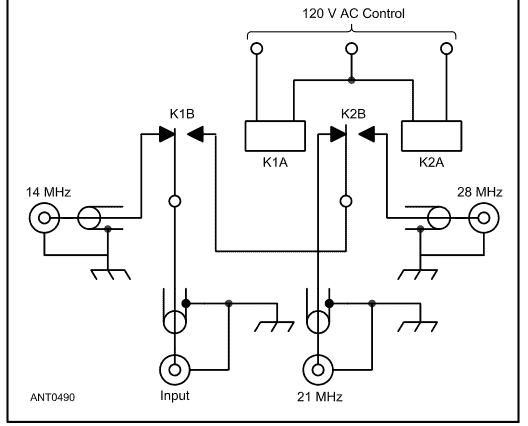 120 V AC Control
K1B
K2B
K1A
K2A
14 MHz
28 MHz
Input
21 MHz
ANT0490